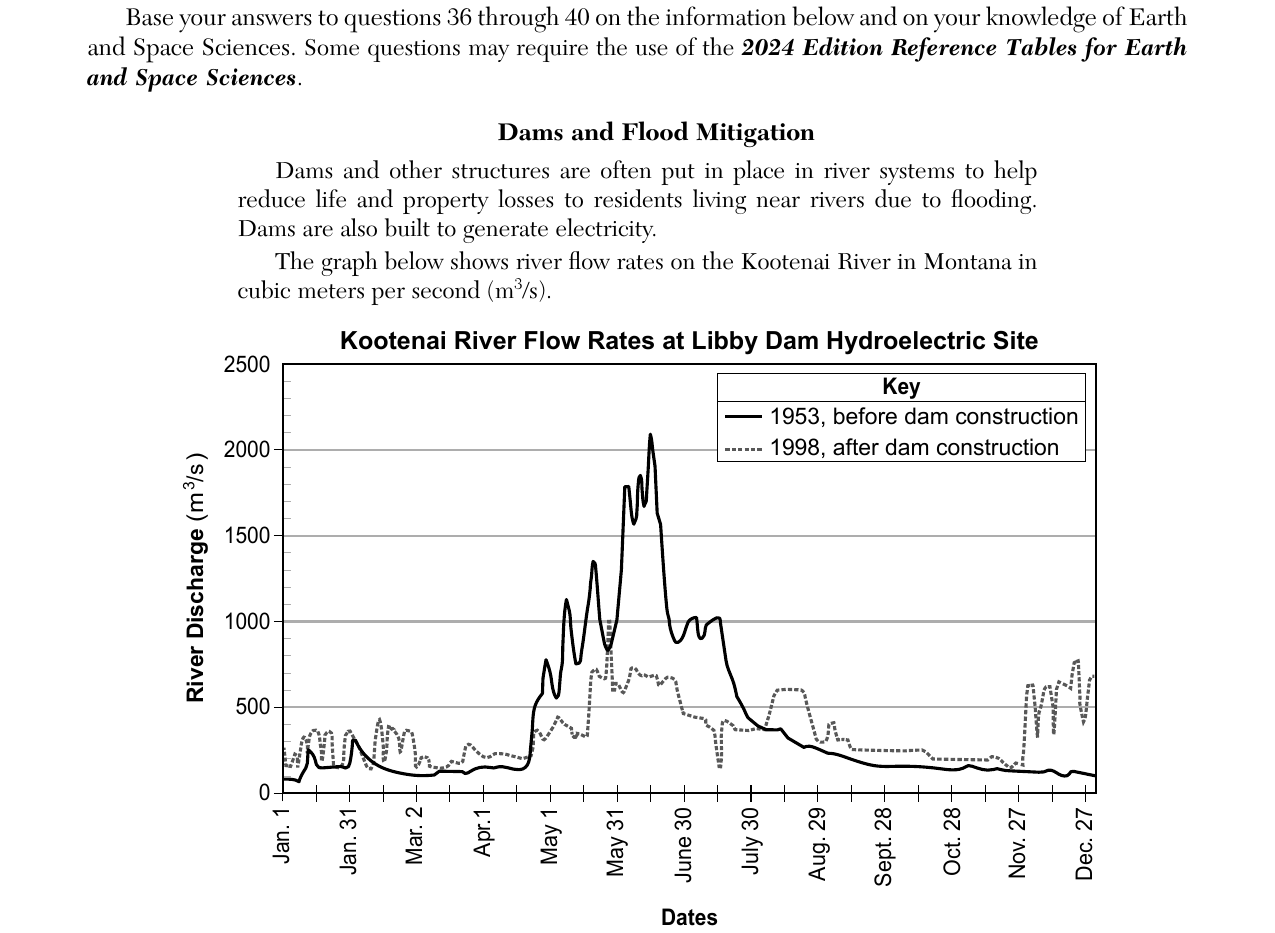 Base your answers to questions 36 through 40 on the information below and on your knowledge of Earth
and Space Sciences. Some questions may require the use of the 2024 Edition Reference Tables for Earth
and Space Sciences.
Dams and Flood Mitigation
Dams and other structures are often put in place in river systems to help
reduce life and property losses to residents living near rivers due to flooding.
Dams are also built to generate electricity.
The graph below shows river flow rates on the Kootenai River in Montana in
cubic meters per second (m³/s).
Kootenai River Flow Rates at Libby Dam Hydroelectric Site
Key
1953, before dam construction
1998, after dam construction
River Discharge (m³/s)
2500
2000
1500
1000
500
0
Jan. 1
Jan. 31
Mar. 2
Apr.1
May 1
May 31
June 30
July 30
Aug. 29
Sept. 28
Oct. 28
Nov. 27
Dec. 27
Dates